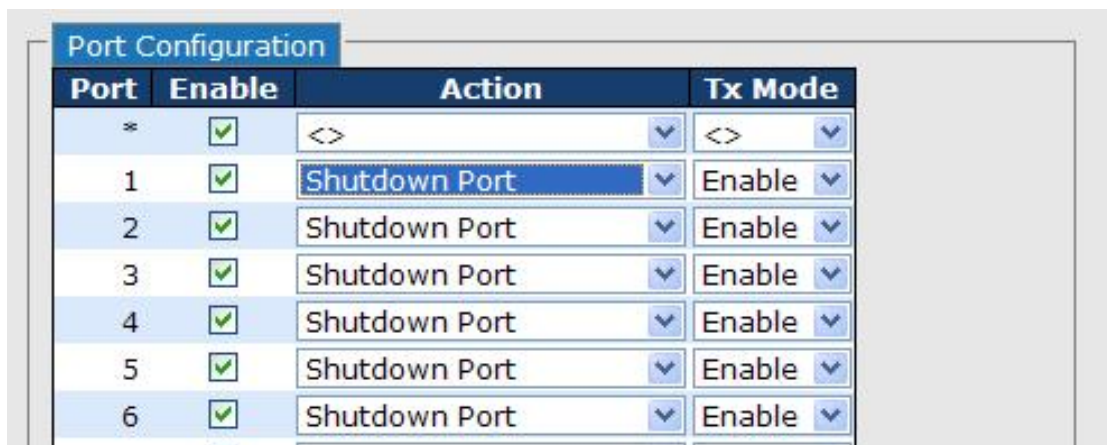 Port Configuration
Port Enable Action Tx Mode
* <> <>
1 Shutdown Port Enable
2 Shutdown Port Enable
3 Shutdown Port Enable
4 Shutdown Port Enable
5 Shutdown Port Enable
6 Shutdown Port Enable